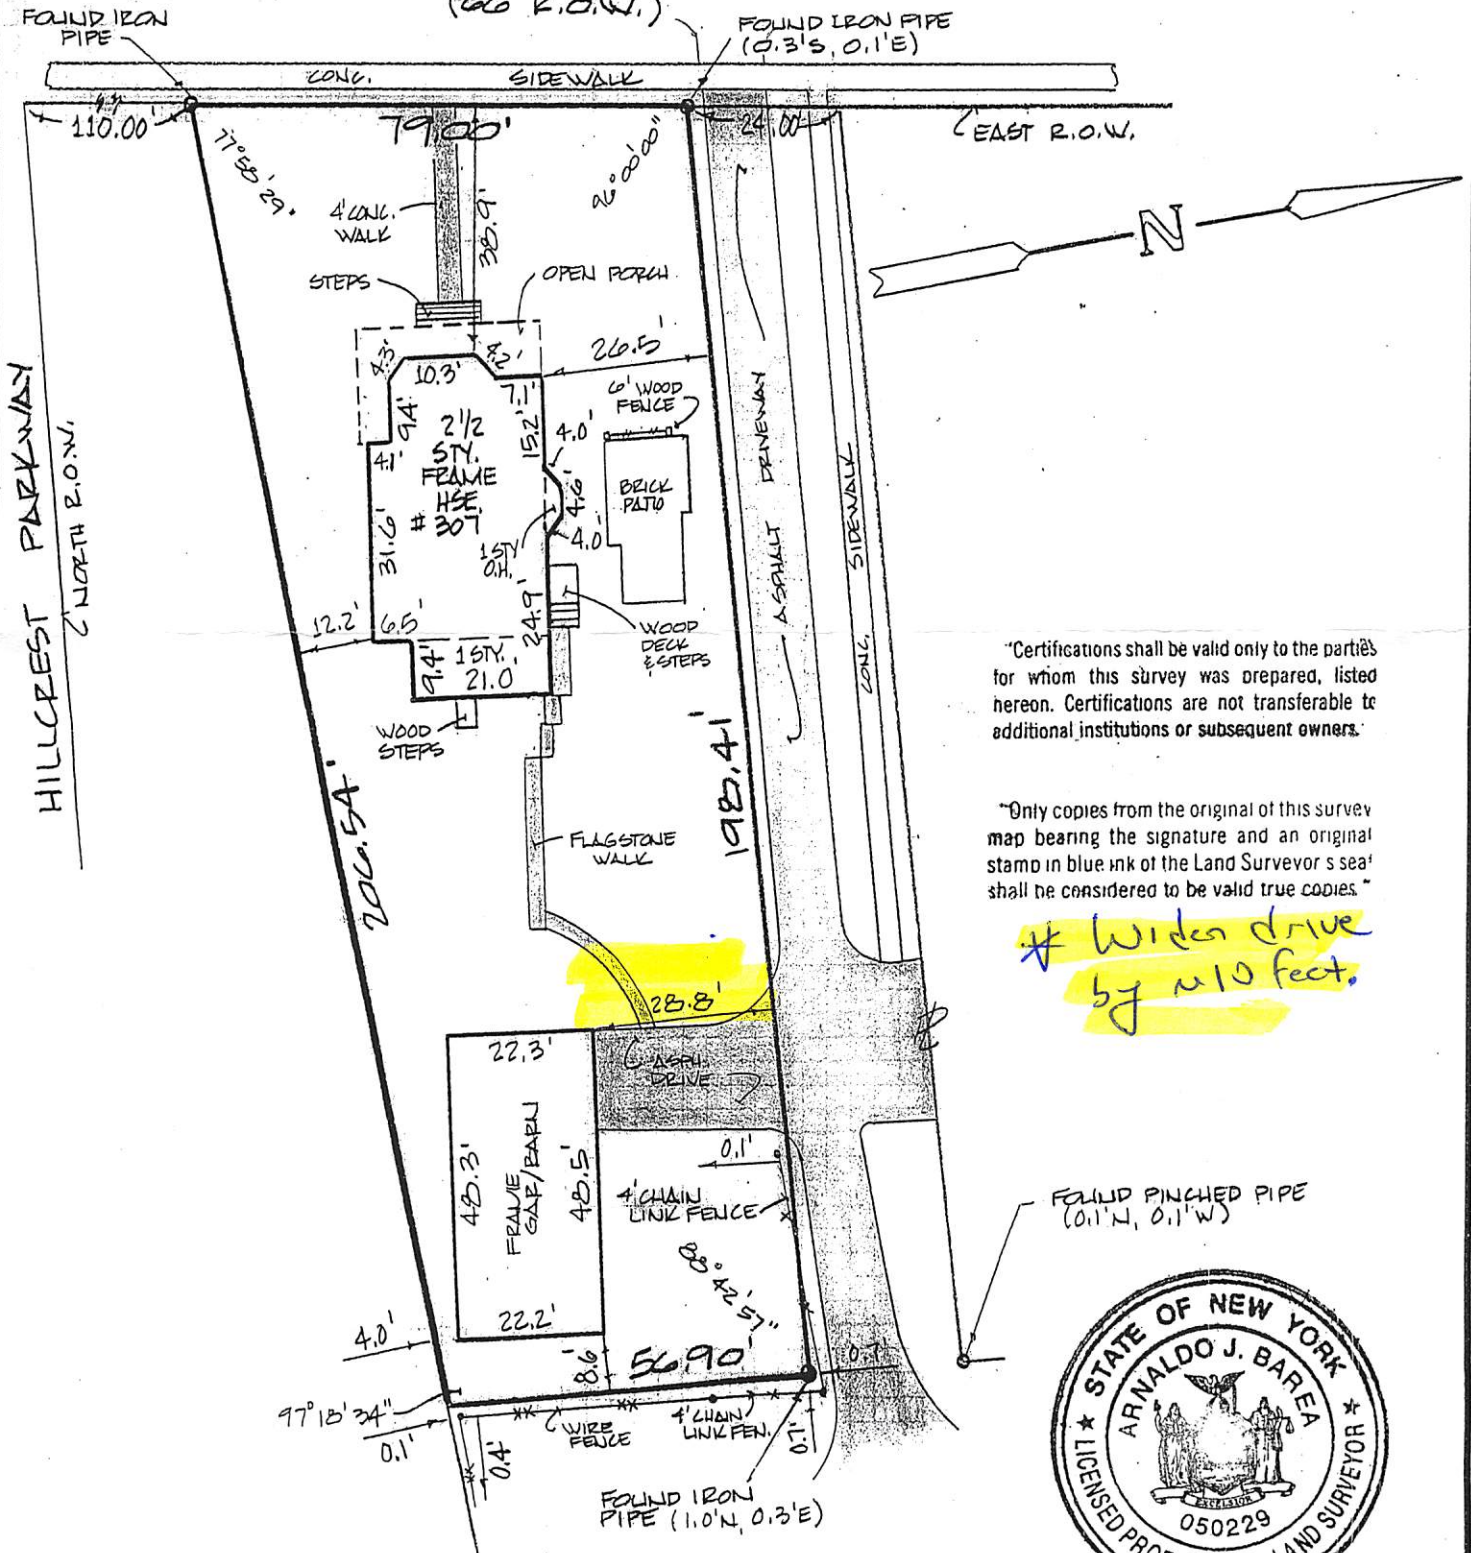 (66' R.O.W.)
FOUND IRON
PIPE
FOUND IRON PIPE
(0.3'S, 0.1'E)
CONC. SIDEWALK
110.00'
79.00'
24.00'
EAST R.O.W.
77°58'29"
96°00'00"
N
4' CONC.
WALK
38.9'
STEPS
OPEN PORCH
26.5'
4.3'
10.3'
4.2'
7.1'
9.4'
15.2'
6' WOOD
FENCE
4.0'
4.6'
4.0'
4.1'
2 1/2
STY.
FRAME
HSE.
# 307
BRICK
PATIO
1 STY
O.H.
31.6'
24.9'
12.2'
6.5'
9.4'
1 STY.
21.0'
WOOD
DECK
& STEPS
WOOD
STEPS
HILLCREST PARKWAY
NORTH R.O.W.
ASPHALT DRIVEWAY
CONC. SIDEWALK
"Certifications shall be valid only to the parties
for whom this survey was prepared, listed
hereon. Certifications are not transferable to
additional institutions or subsequent owners."
198.41'
206.54'
FLAGSTONE
WALK
"Only copies from the original of this survey
map bearing the signature and an original
stamp in blue ink of the Land Surveyor s seal
shall be considered to be valid true copies."
* Widen drive
by ~10 feet.
28.8'
22.3'
ASPH.
DRIVE
48.3'
FRAME
GAR/BARN
48.5'
0.1'
4' CHAIN
LINK FENCE
88°42'57"
FOUND PINCHED PIPE
(0.1'N, 0.1'W)
22.2'
4.0'
8.6'
56.90'
0.7'
97°18'34"
0.1'
0.4'
WIRE
FENCE
4' CHAIN
LINK FEN.
0.7'
FOUND IRON
PIPE (1.0'N, 0.3'E)
STATE OF NEW YORK
ARNALDO J. BAREA
EXCELSIOR
050229
LICENSED
LAND SURVEYOR